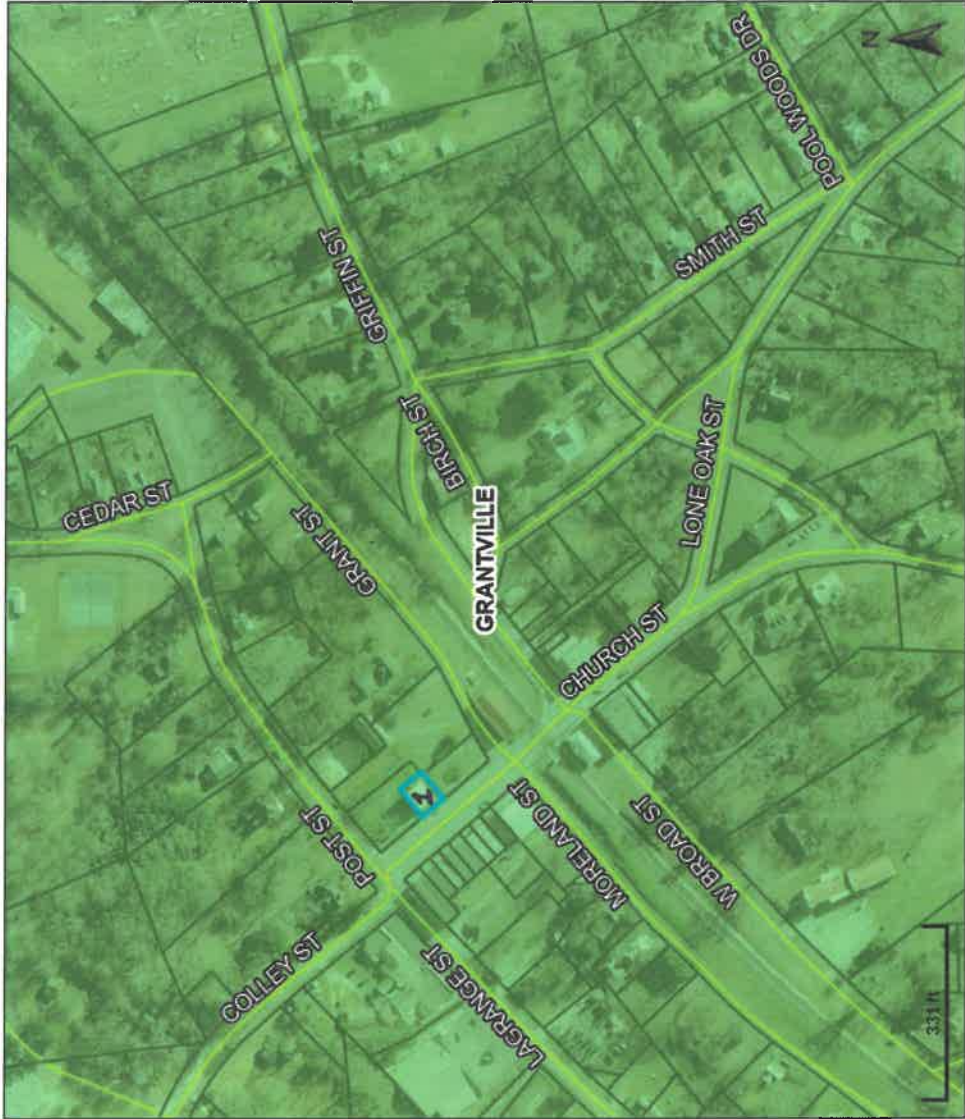 CEDAR ST
GRIFFIN ST
POOL WOODS DR
N
BIRCH ST
SMITH ST
GRANT ST
GRANTVILLE
LONE OAK ST
CHURCH ST
POST ST
COLLEY ST
MORELAND ST
W BROAD ST
LAGRANGE ST
331 ft